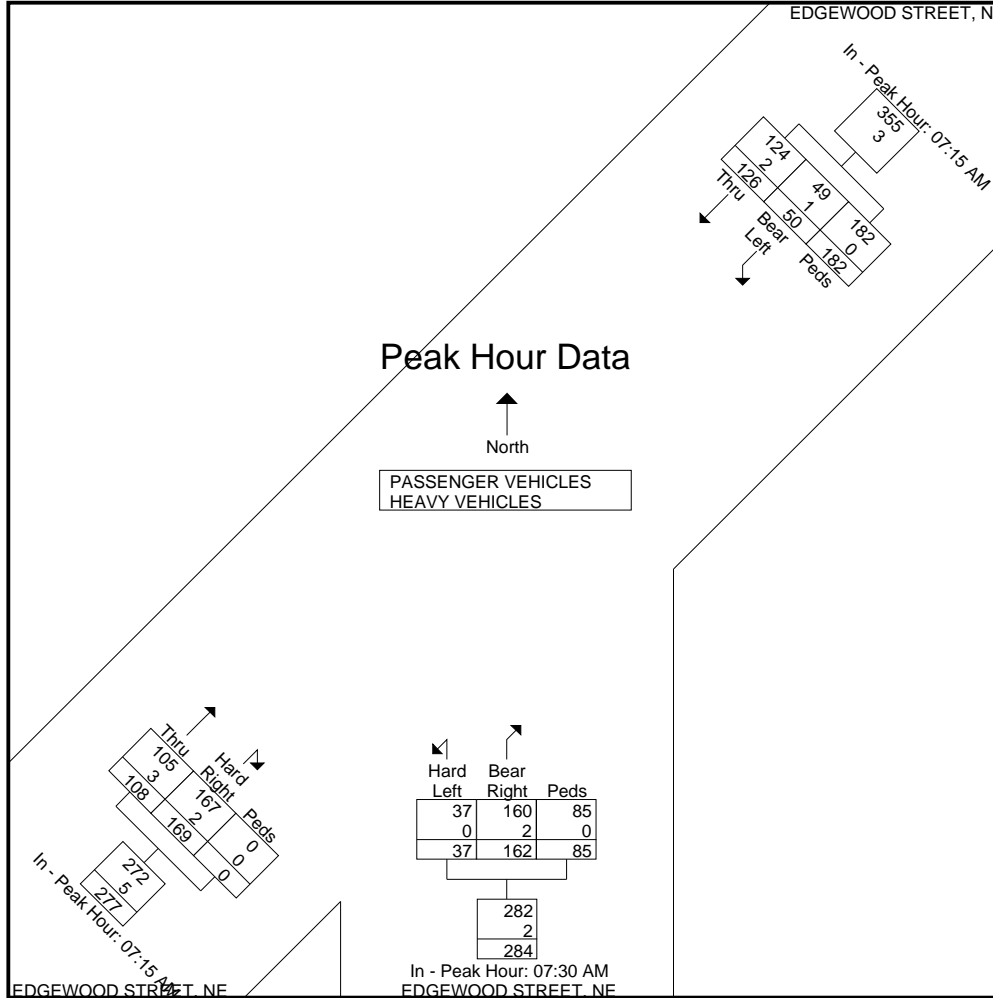 EDGEWOOD STREET, N
In - Peak Hour: 07:15 AM
355
3
124 49 182
2 1 0
126 50 182
Thru Bear Left Peds
Peak Hour Data
North
PASSENGER VEHICLES
HEAVY VEHICLES
Thru Hard Right Peds
105 167 0
3 2 0
108 169 0
272
5
277
In - Peak Hour: 07:15 AM
EDGEWOOD STREET, NE
Hard Bear
Left Right Peds
37 160 85
0 2 0
37 162 85
282
2
284
In - Peak Hour: 07:30 AM
EDGEWOOD STREET, NE